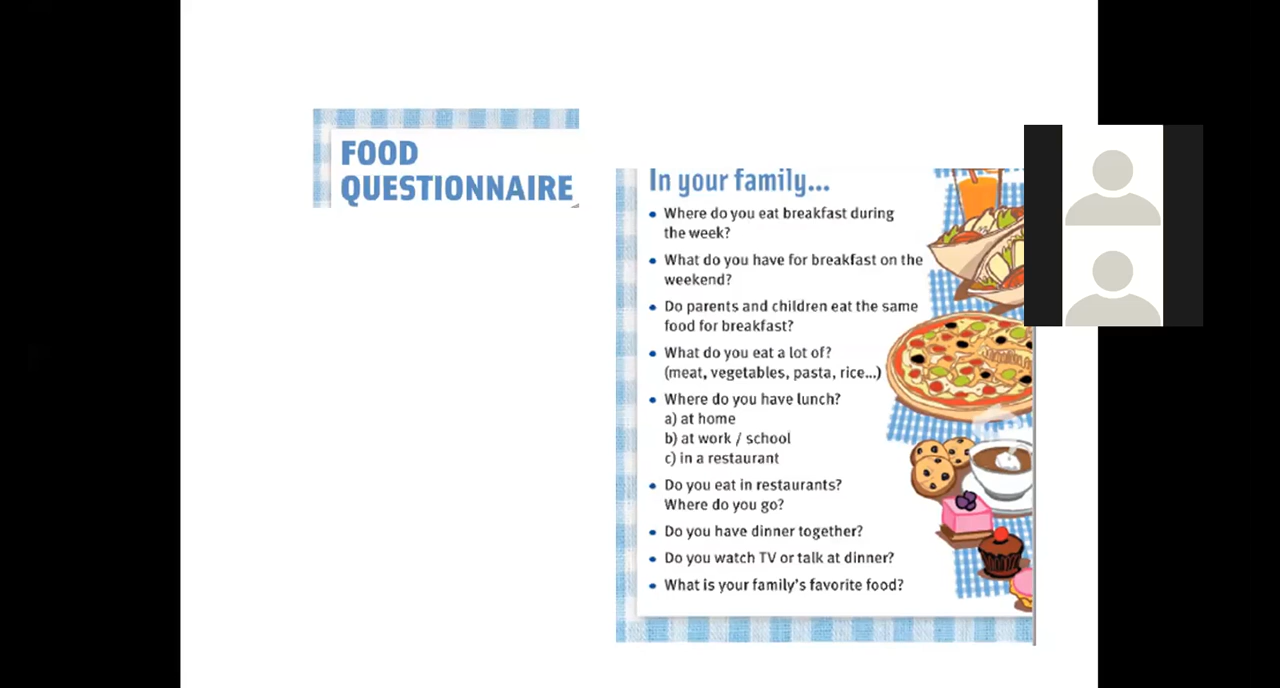 FOOD
QUESTIONNAIRE
In your family...
• Where do you eat breakfast during
the week?
• What do you have for breakfast on the
weekend?
• Do parents and children eat the same
food for breakfast?
• What do you eat a lot of?
(meat, vegetables, pasta, rice...)
• Where do you have lunch?
a) at home
b) at work / school
c) in a restaurant
• Do you eat in restaurants?
Where do you go?
• Do you have dinner together?
• Do you watch TV or talk at dinner?
• What is your family's favorite food?